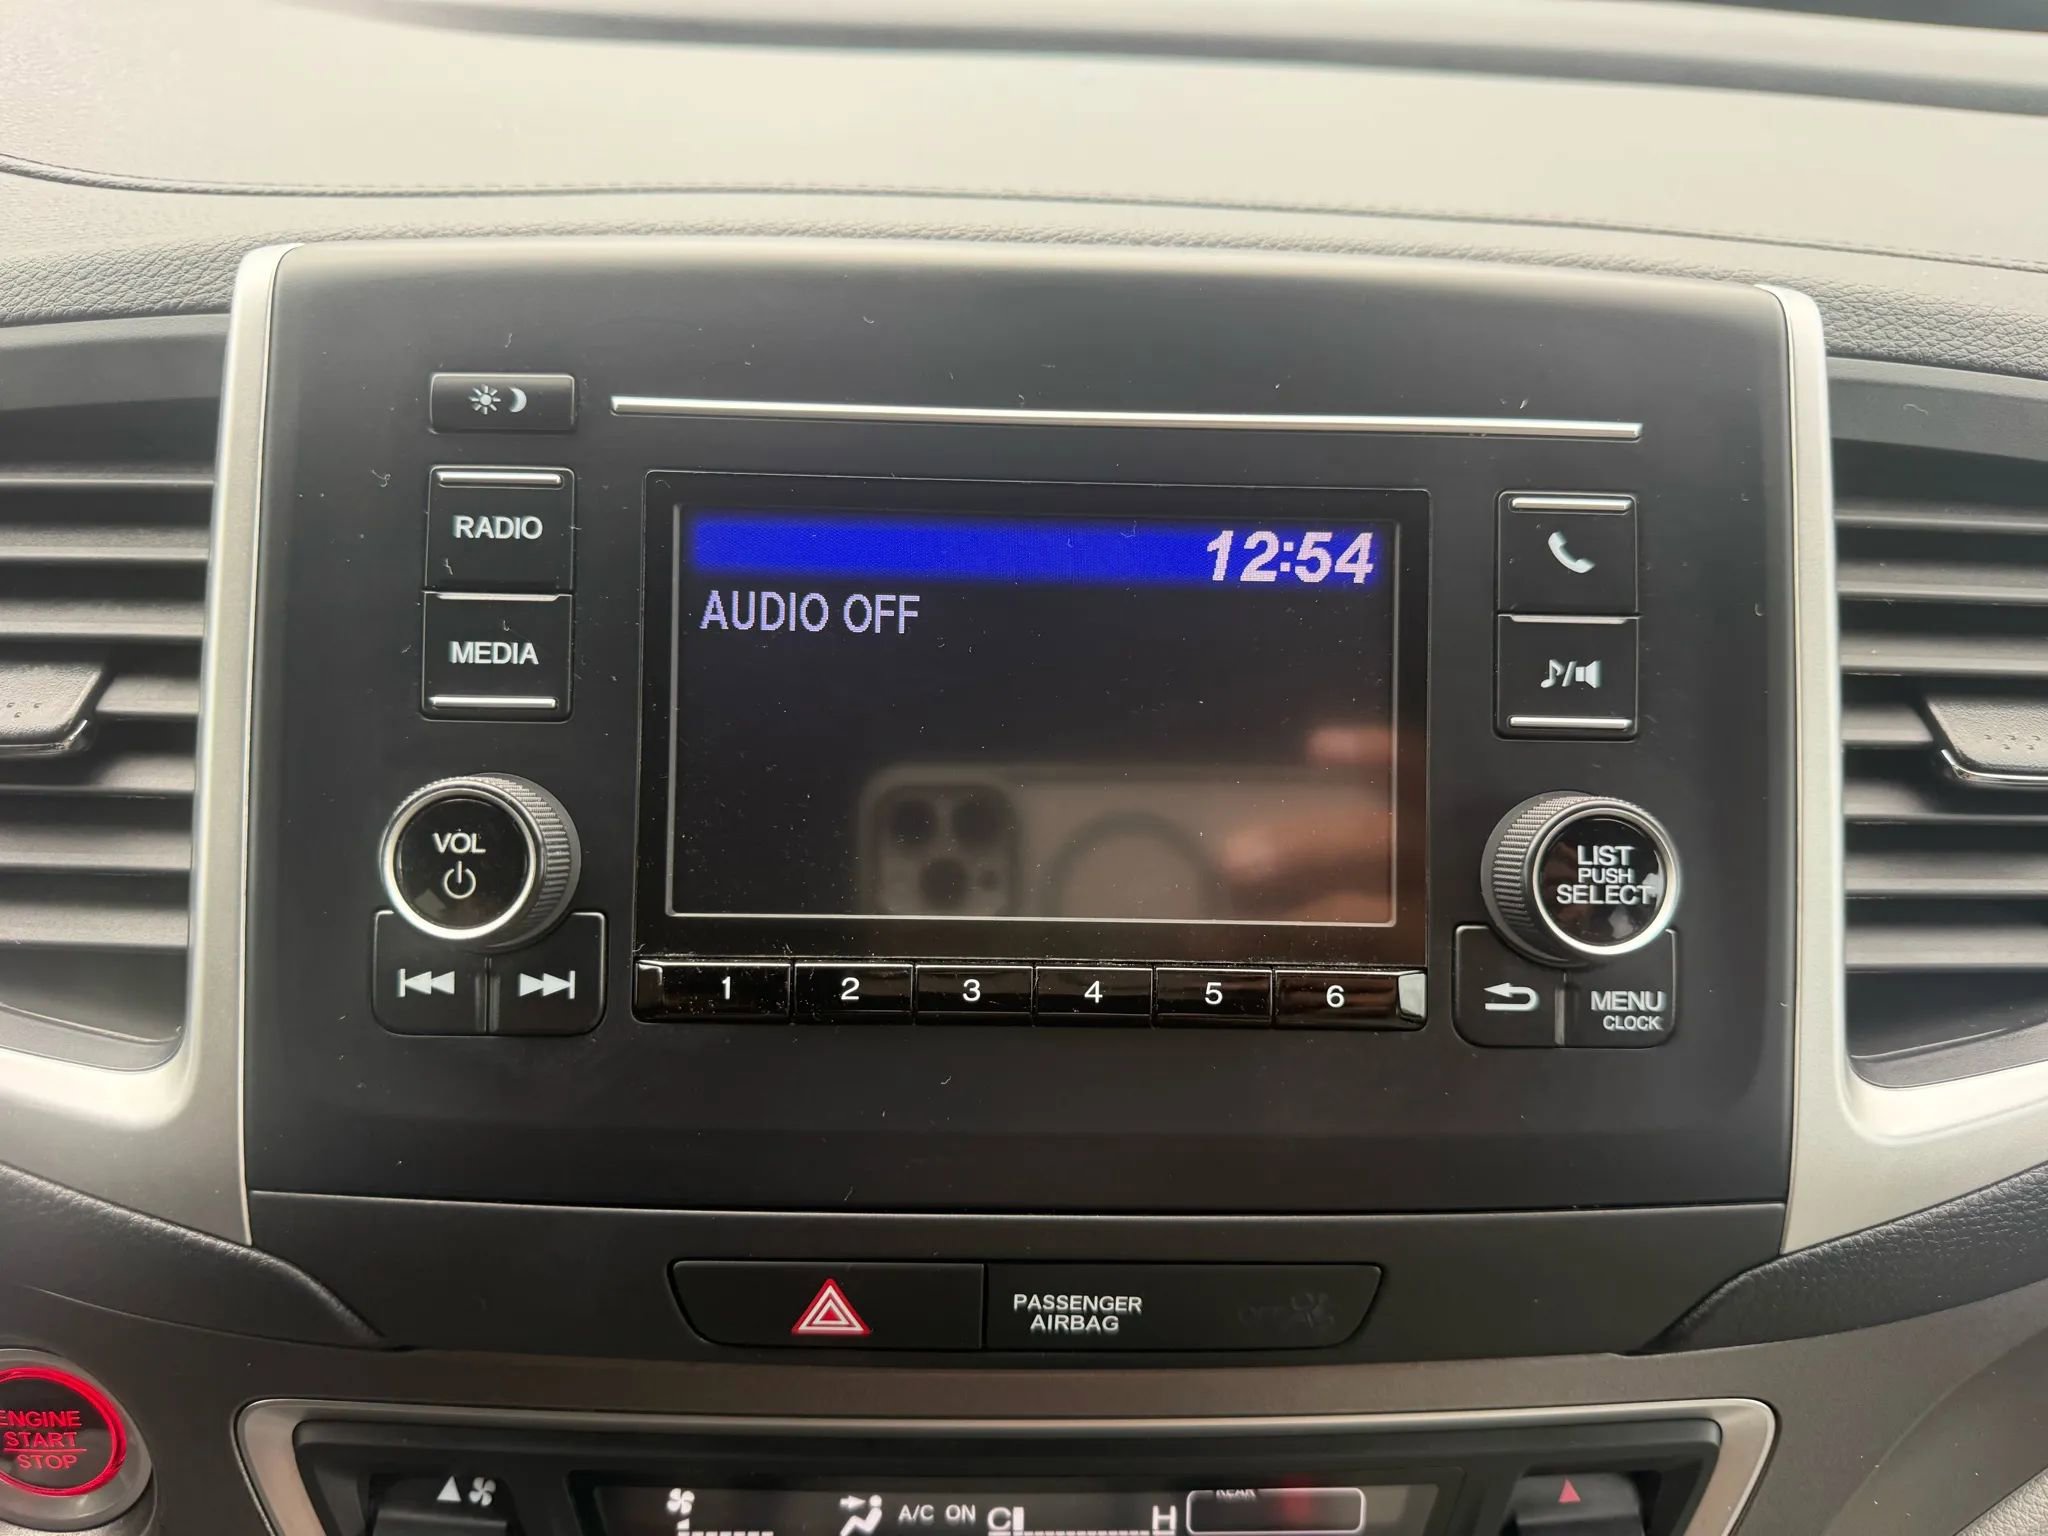 RADIO
12:54
AUDIO OFF
MEDIA
VOL
LIST
PUSH
SELECT
1 2 3 4 5 6
MENU
CLOCK
PASSENGER
AIRBAG
ENGINE
START
STOP
A/C ON C H
REAR